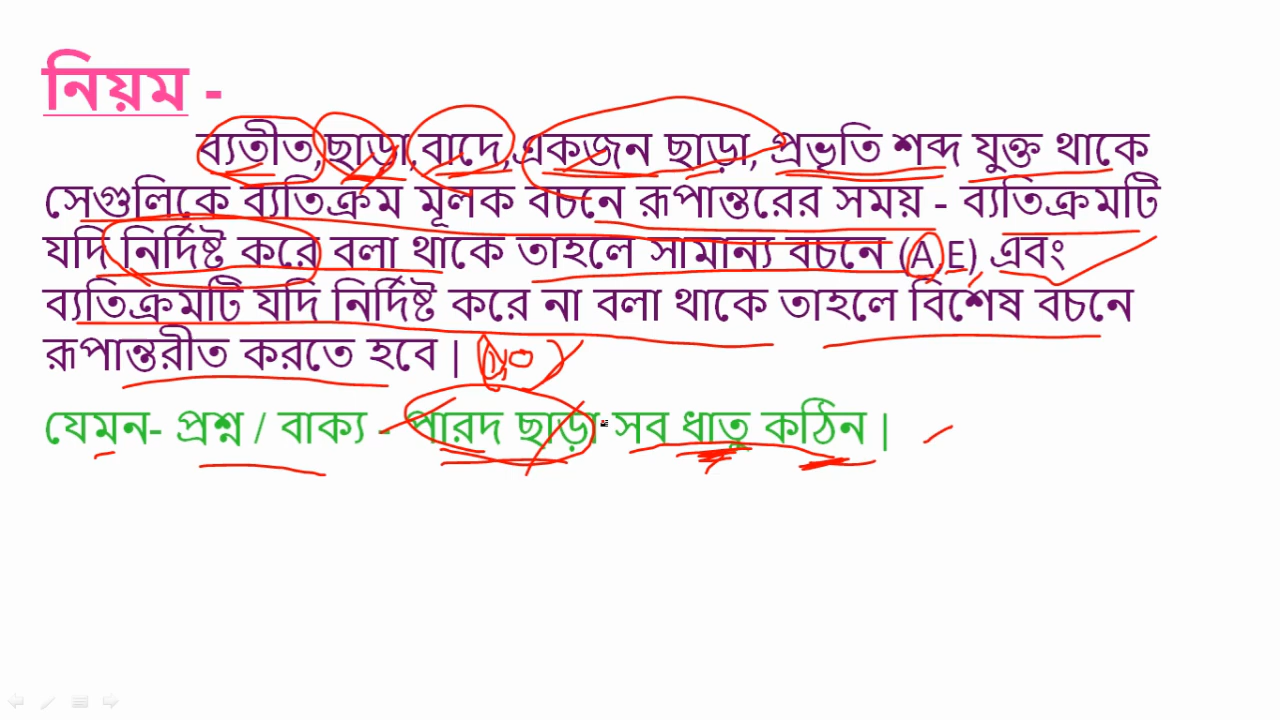 নিয়ম -
ব্যতীত,ছাড়া,বাদে,একজন ছাড়া, প্রভৃতি শব্দ যুক্ত থাকে
সেগুলিকে ব্যতিক্রম মূলক বচনে রূপান্তরের সময় - ব্যতিক্রমটি
যদি নির্দিষ্ট করে বলা থাকে তাহলে সামান্য বচনে (A,E) এবং
ব্যতিক্রমটি যদি নির্দিষ্ট করে না বলা থাকে তাহলে বিশেষ বচনে
রূপান্তরীত করতে হবে |
যেমন- প্রশ্ন / বাক্য - পারদ ছাড়া সব ধাতু কঠিন |